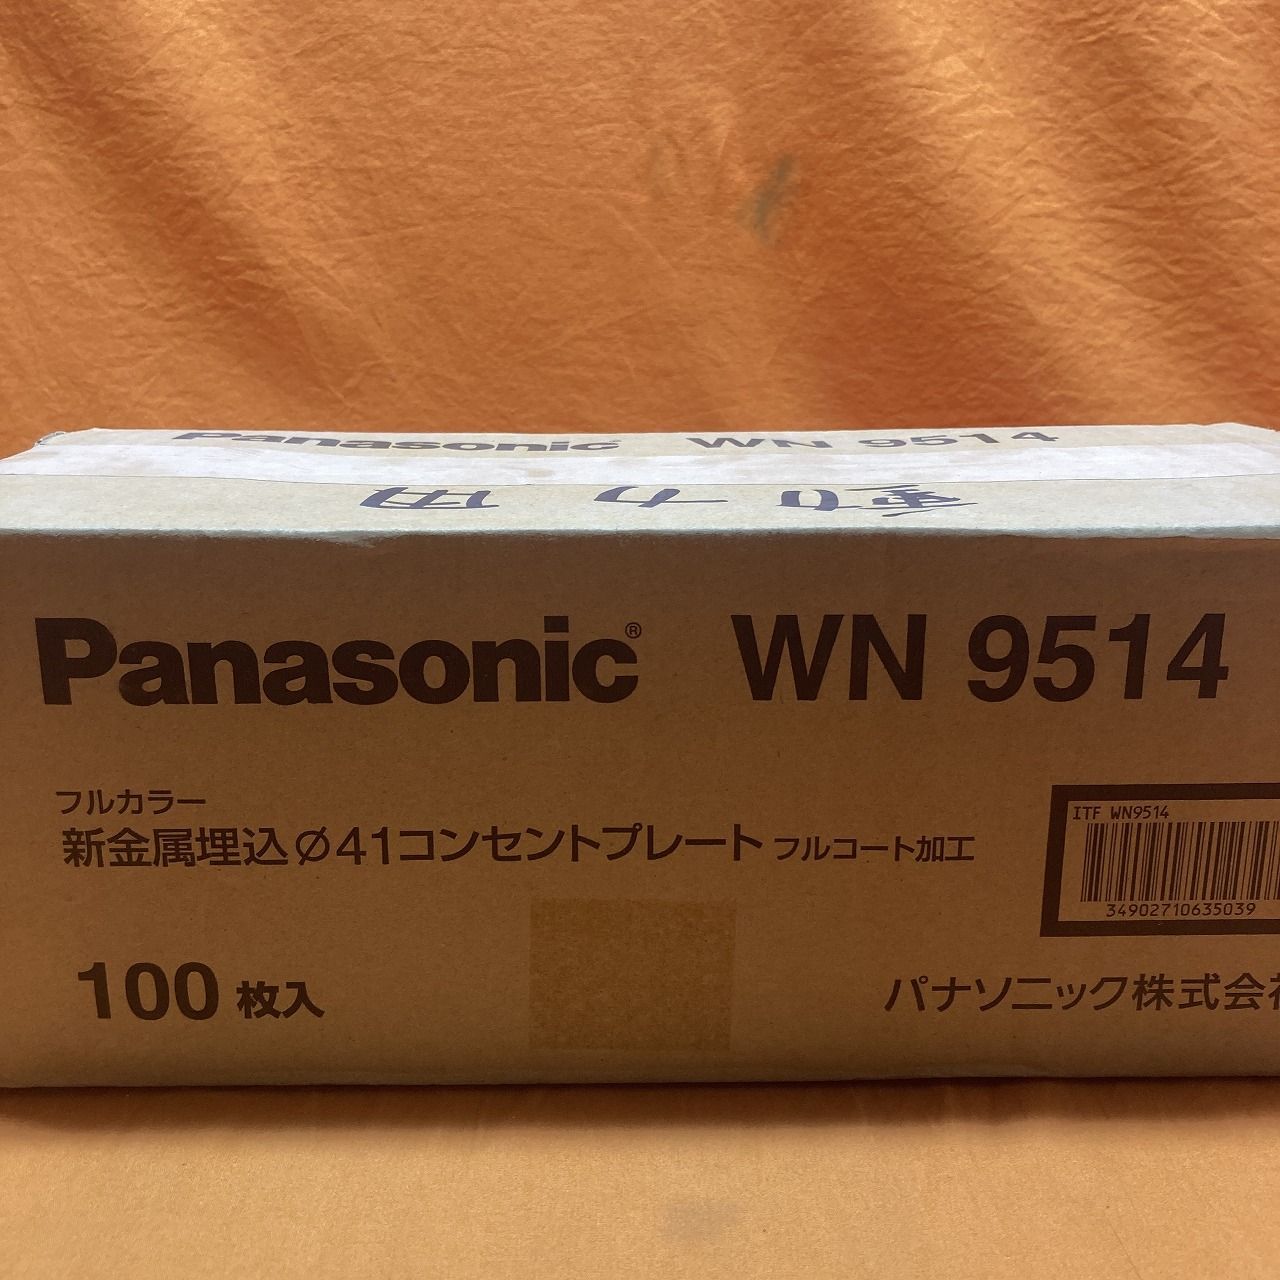 Panasonic WN 9514
Panasonic® WN 9514
フルカラー
新金属埋込Ø41コンセントプレート フルコート加工
ITF WN9514
34902710635039
100 枚入
パナソニック株式会